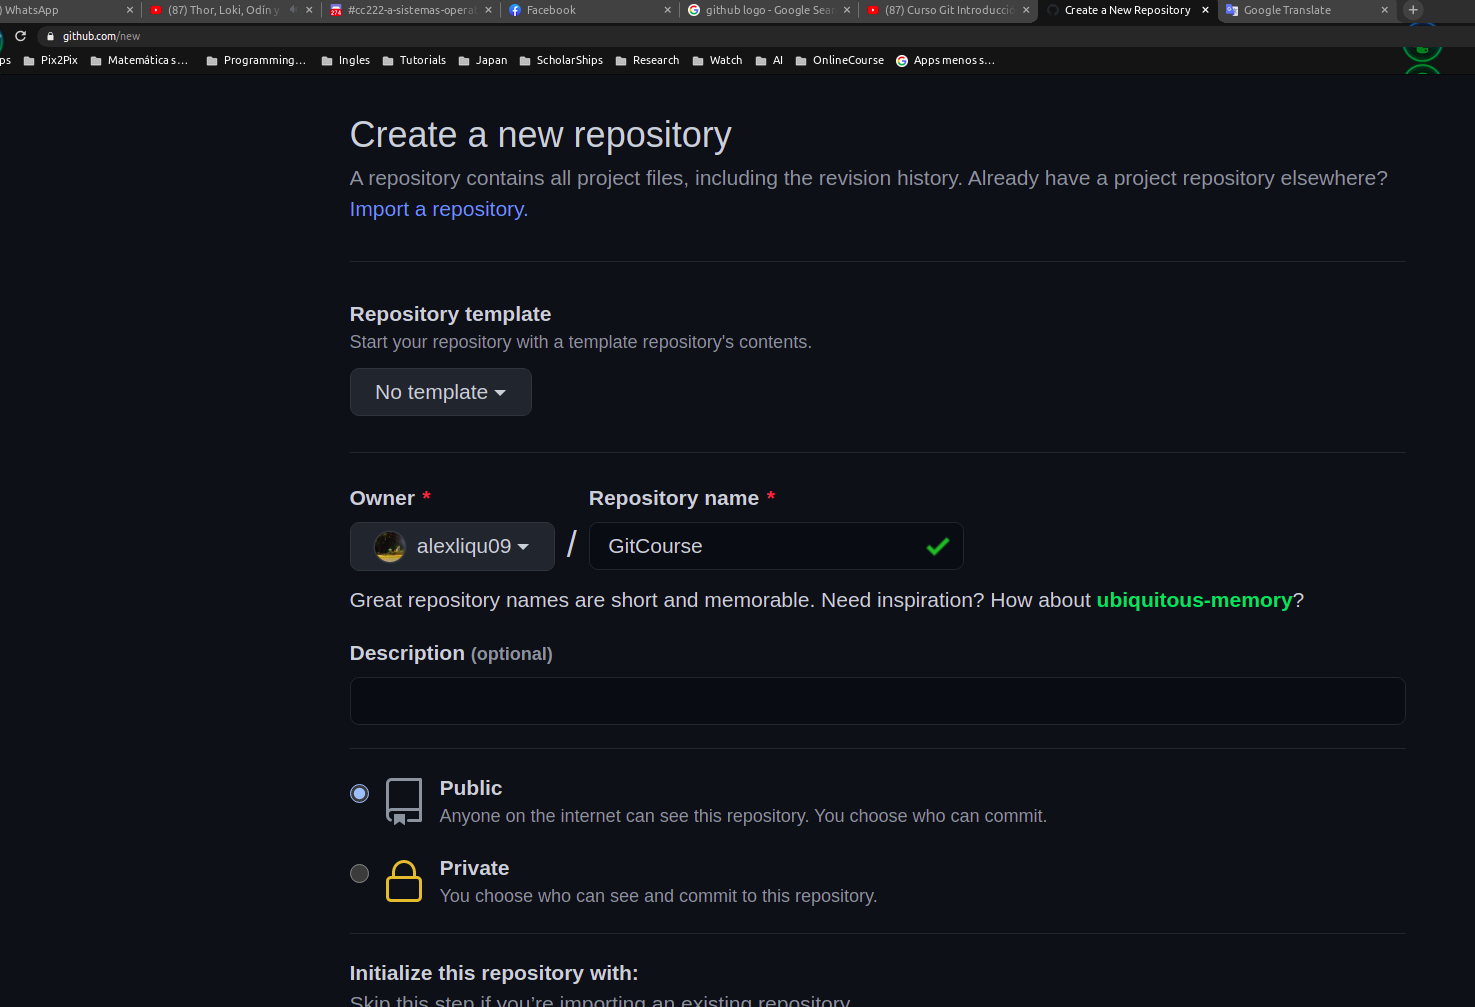 ) WhatsApp
(87) Thor, Loki, Odín y
#cc222-a-sistemas-opera
Facebook
github logo - Google Sear
(87) Curso Git Introducció
Create a New Repository
Google Translate
github.com/new
ps
Pix2Pix
Matemática s…
Programming…
Ingles
Tutorials
Japan
ScholarShips
Research
Watch
AI
OnlineCourse
Apps menos s…
Create a new repository
A repository contains all project files, including the revision history. Already have a project repository elsewhere?
Import a repository.
Repository template
Start your repository with a template repository's contents.
No template
Owner *
Repository name *
alexliqu09
/
GitCourse
Great repository names are short and memorable. Need inspiration? How about ubiquitous-memory?
Description (optional)
Public
Anyone on the internet can see this repository. You choose who can commit.
Private
You choose who can see and commit to this repository.
Initialize this repository with:
Skip this step if you're importing an existing repository.